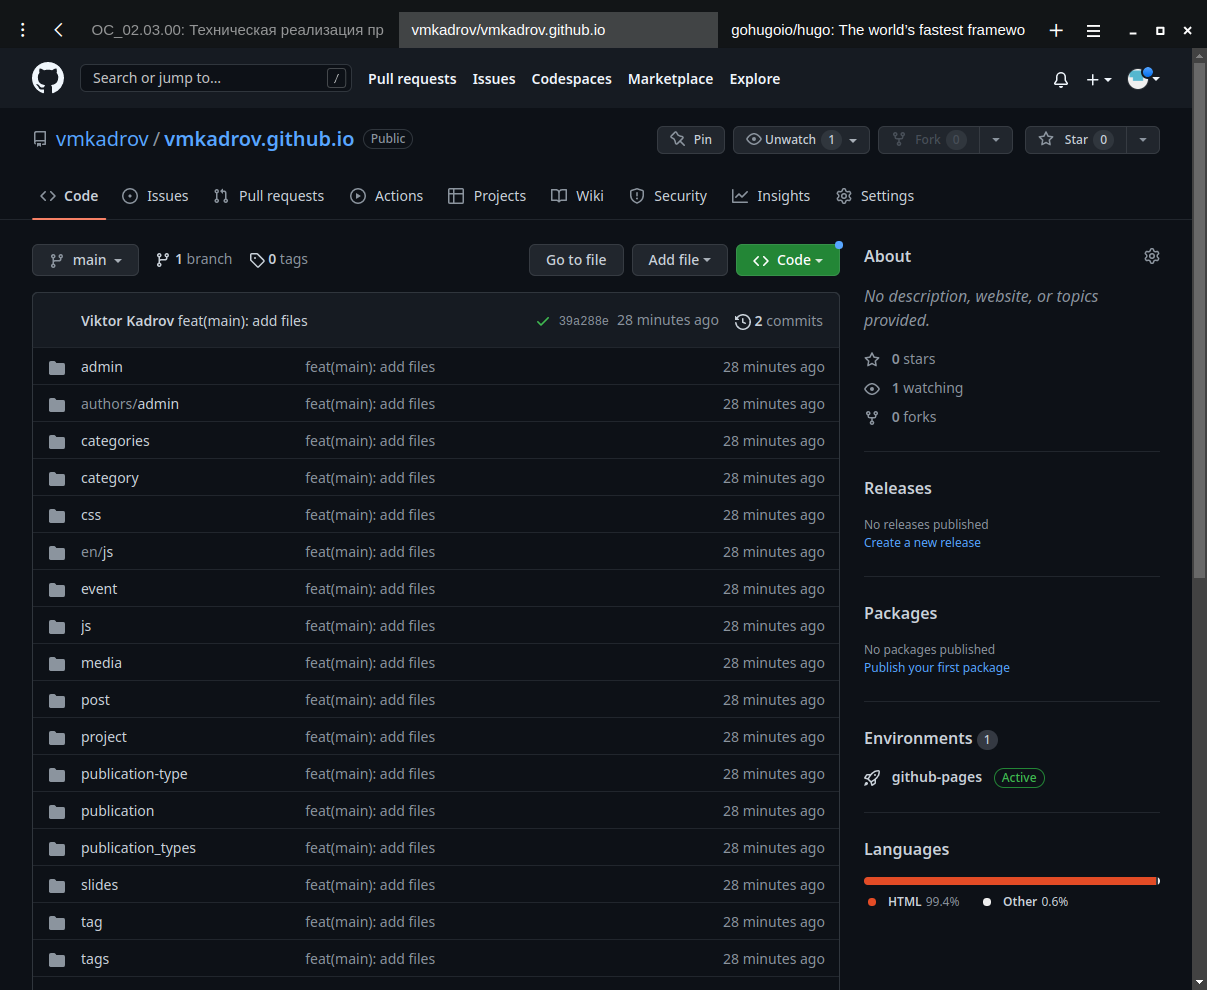 ОС_02.03.00: Техническая реализация пр
vmkadrov/vmkadrov.github.io
gohugoio/hugo: The world's fastest framewo
Search or jump to...
/
Pull requests
Issues
Codespaces
Marketplace
Explore
vmkadrov / vmkadrov.github.io
Public
Pin
Unwatch 1
Fork 0
Star 0
Code
Issues
Pull requests
Actions
Projects
Wiki
Security
Insights
Settings
main
1 branch
0 tags
Go to file
Add file
Code
Viktor Kadrov feat(main): add files
39a288e 28 minutes ago
2 commits
admin feat(main): add files 28 minutes ago
authors/admin feat(main): add files 28 minutes ago
categories feat(main): add files 28 minutes ago
category feat(main): add files 28 minutes ago
css feat(main): add files 28 minutes ago
en/js feat(main): add files 28 minutes ago
event feat(main): add files 28 minutes ago
js feat(main): add files 28 minutes ago
media feat(main): add files 28 minutes ago
post feat(main): add files 28 minutes ago
project feat(main): add files 28 minutes ago
publication-type feat(main): add files 28 minutes ago
publication feat(main): add files 28 minutes ago
publication_types feat(main): add files 28 minutes ago
slides feat(main): add files 28 minutes ago
tag feat(main): add files 28 minutes ago
tags feat(main): add files 28 minutes ago
About
No description, website, or topics
provided.
0 stars
1 watching
0 forks
Releases
No releases published
Create a new release
Packages
No packages published
Publish your first package
Environments 1
github-pages Active
Languages
HTML 99.4%
Other 0.6%